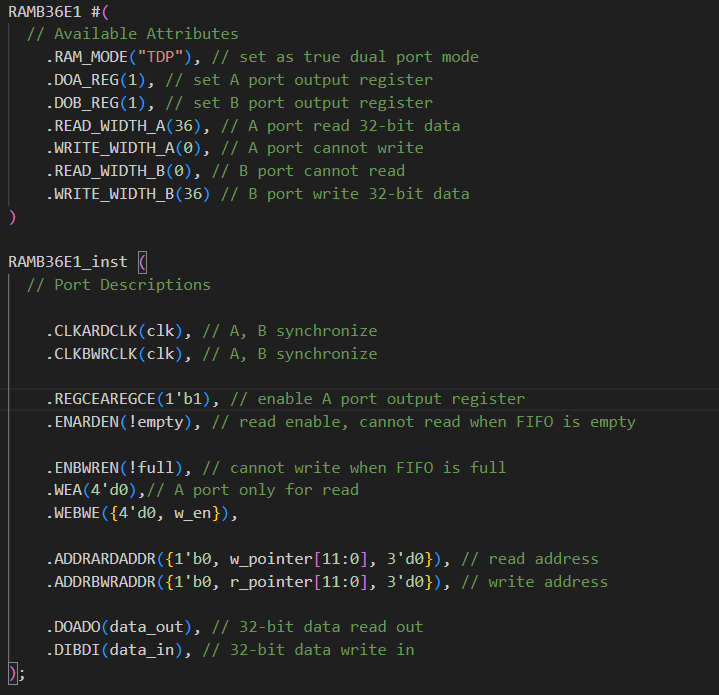 RAMB36E1 #(
// Available Attributes
.RAM_MODE("TDP"), // set as true dual port mode
.DOA_REG(1), // set A port output register
.DOB_REG(1), // set B port output register
.READ_WIDTH_A(36), // A port read 32-bit data
.WRITE_WIDTH_A(0), // A port cannot write
.READ_WIDTH_B(0), // B port cannot read
.WRITE_WIDTH_B(36) // B port write 32-bit data
)
RAMB36E1_inst (
// Port Descriptions
.CLKARDCLK(clk), // A, B synchronize
.CLKBWRCLK(clk), // A, B synchronize
.REGCEAREGCE(1'b1), // enable A port output register
.ENARDEN(!empty), // read enable, cannot read when FIFO is empty
.ENBWREN(!full), // cannot write when FIFO is full
.WEA(4'd0),// A port only for read
.WEBWE({4'd0, w_en}),
.ADDRARDADDR({1'b0, w_pointer[11:0], 3'd0}), // read address
.ADDRBWRADDR({1'b0, r_pointer[11:0], 3'd0}), // write address
.DOADO(data_out), // 32-bit data read out
.DIBDI(data_in), // 32-bit data write in
);